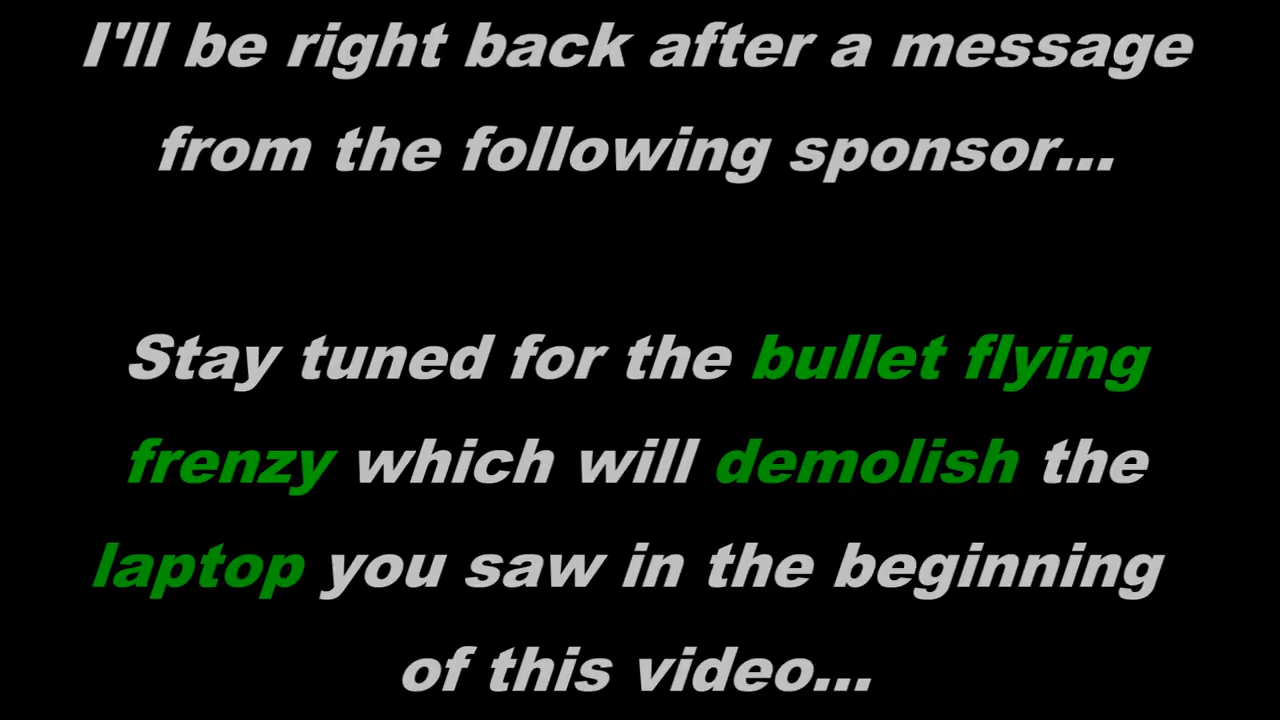 I'll be right back after a message
from the following sponsor...
Stay tuned for the bullet flying
frenzy which will demolish the
laptop you saw in the beginning
of this video...